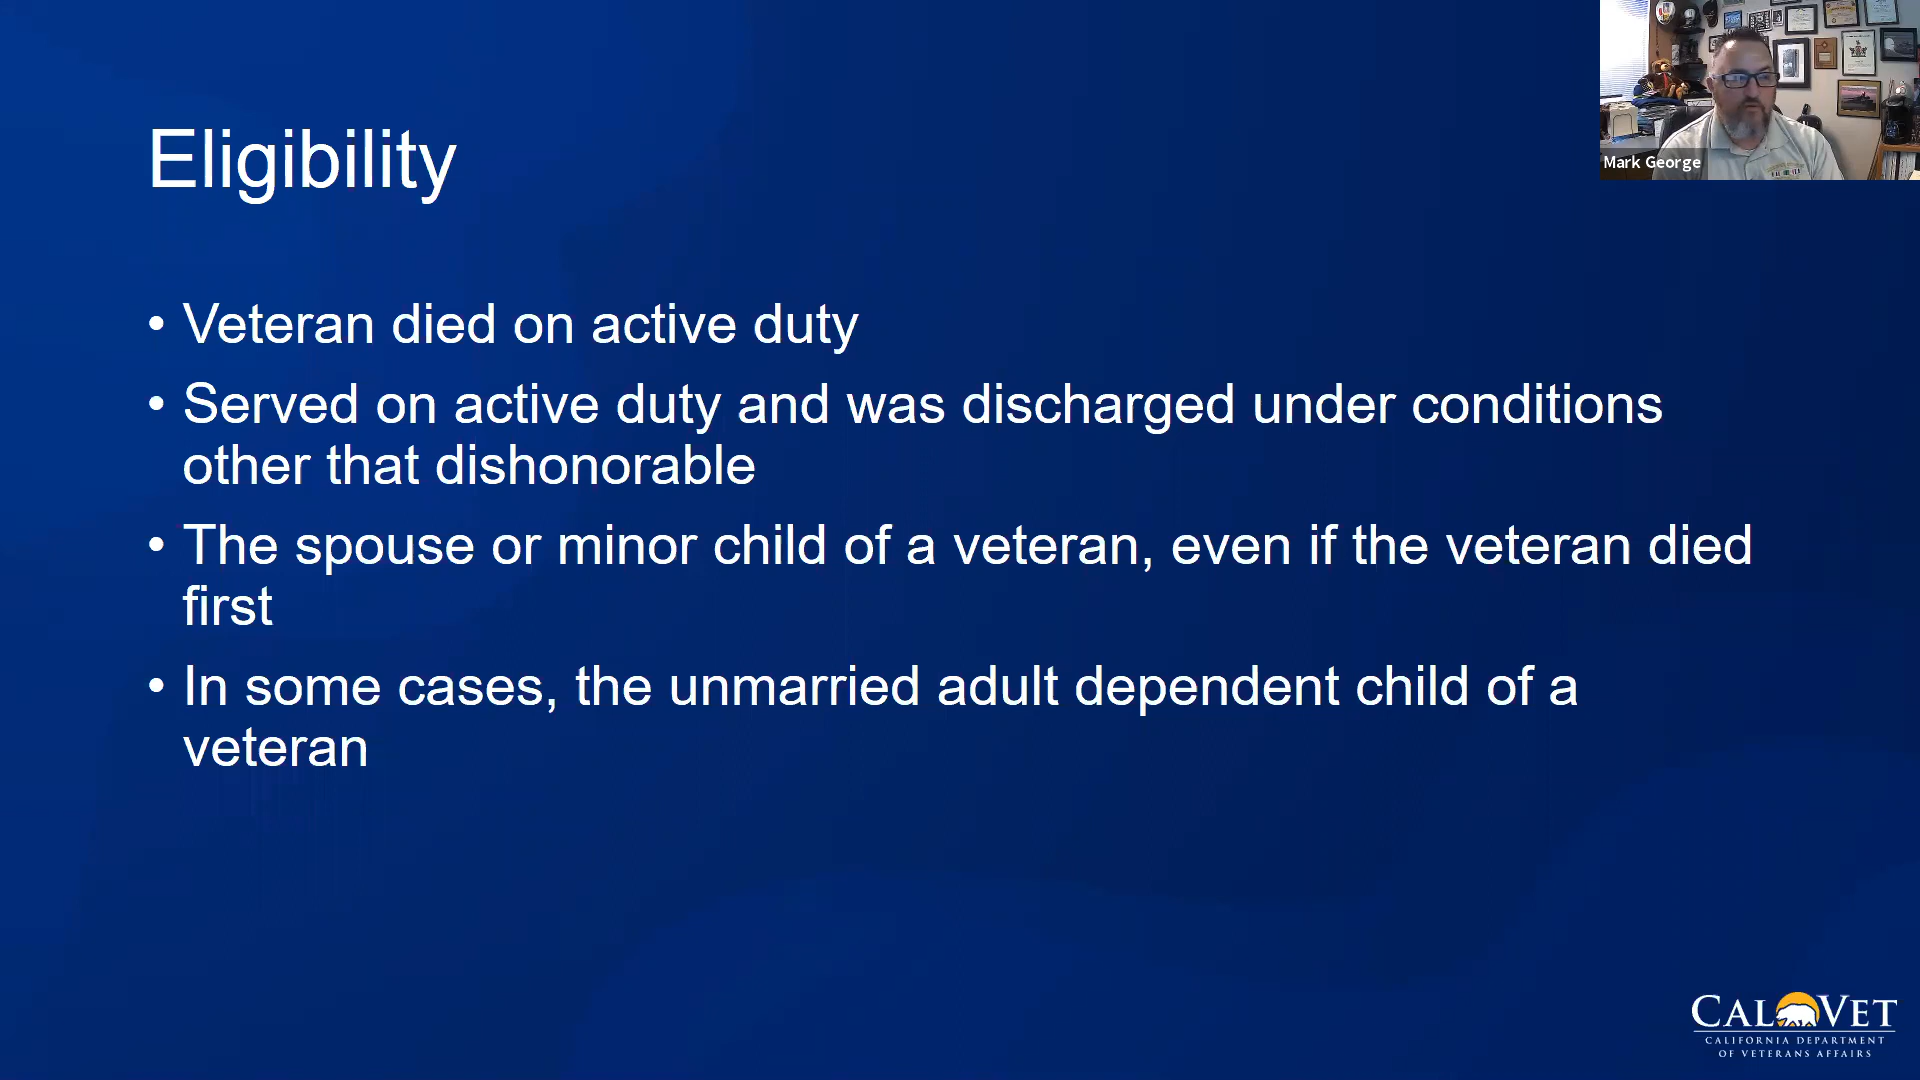 Eligibility
Mark George
• Veteran died on active duty
• Served on active duty and was discharged under conditions
other that dishonorable
• The spouse or minor child of a veteran, even if the veteran died
first
• In some cases, the unmarried adult dependent child of a
veteran
CALVET
CALIFORNIA DEPARTMENT
OF VETERANS AFFAIRS